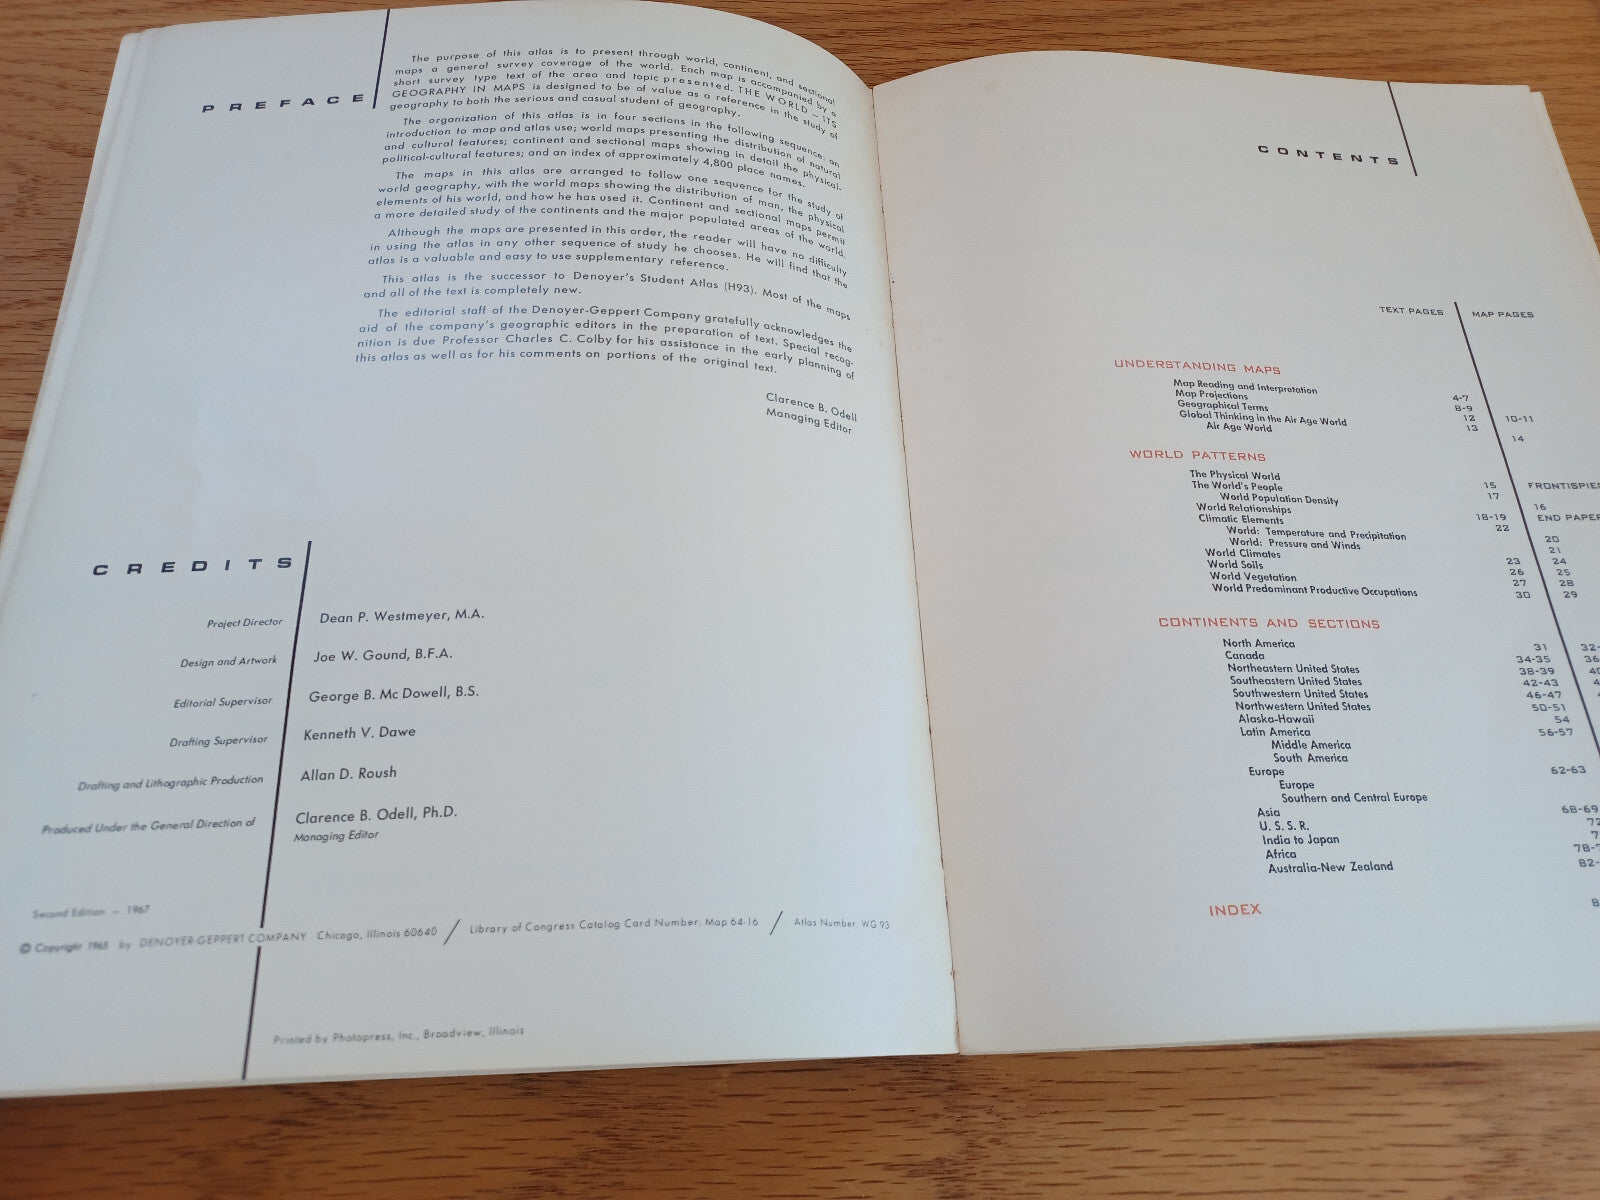 PREFACE
The purpose of this atlas is to present through world, continent, and sectional
maps a general survey coverage of the world. Each map is accompanied by a
short survey type text of the area and topic presented. THE WORLD — ITS
GEOGRAPHY IN MAPS is designed to be of value as a reference in the study of
geography to both the serious and casual student of geography.
The organization of this atlas is in four sections in the following sequence: an
introduction to map and atlas use; world maps presenting the distribution of natural
and cultural features; continent and sectional maps showing in detail the physical-
political-cultural features; and an index of approximately 4,800 place names.
The maps in this atlas are arranged to follow one sequence for the study of
world geography, with the world maps showing the distribution of man, the physical
elements of his world, and how he has used it. Continent and sectional maps permit
a more detailed study of the continents and the major populated areas of the world.
Although the maps are presented in this order, the reader will have no difficulty
in using the atlas in any other sequence of study he chooses. He will find that the
atlas is a valuable and easy to use supplementary reference.
This atlas is the successor to Denoyer's Student Atlas (H93). Most of the maps
and all of the text is completely new.
The editorial staff of the Denoyer-Geppert Company gratefully acknowledges the
aid of the company's geographic editors in the preparation of text. Special recog-
nition is due Professor Charles C. Colby for his assistance in the early planning of
this atlas as well as for his comments on portions of the original text.
Clarence B. Odell
Managing Editor
CREDITS
Project Director Dean P. Westmeyer, M.A.
Design and Artwork Joe W. Gound, B.F.A.
Editorial Supervisor George B. Mc Dowell, B.S.
Drafting Supervisor Kenneth V. Dawe
Drafting and Lithographic Production Allan D. Roush
Produced Under the General Direction of Clarence B. Odell, Ph.D.
Managing Editor
Second Edition — 1967
© Copyright 1965 by DENOYER-GEPPERT COMPANY Chicago, Illinois 60640 / Library of Congress Catalog Card Number: Map 64-16 / Atlas Number: WG 93
Printed by Photopress, Inc., Broadview, Illinois
CONTENTS
TEXT PAGES MAP PAGES
UNDERSTANDING MAPS
Map Reading and Interpretation 4-7
Map Projections 8-9 10-11
Geographical Terms 12
Global Thinking in the Air Age World 13
Air Age World 14
WORLD PATTERNS
The Physical World 15 FRONTISPIE
The World's People 17
World Population Density 16
World Relationships 18-19 END PAPER
Climatic Elements 22
World: Temperature and Precipitation 20
World: Pressure and Winds 21
World Climates 23 24
World Soils 26 25
World Vegetation 27 28
World Predominant Productive Occupations 30 29
CONTINENTS AND SECTIONS
North America 31 32-
Canada 34-35 36
Northeastern United States 38-39 40
Southeastern United States 42-43 4
Southwestern United States 46-47
Northwestern United States 50-51
Alaska-Hawaii 54
Latin America 56-57
Middle America
South America
Europe 62-63
Europe
Southern and Central Europe
Asia 68-69
U. S. S. R. 72
India to Japan 7
Africa 78-7
Australia-New Zealand 82-
INDEX 8